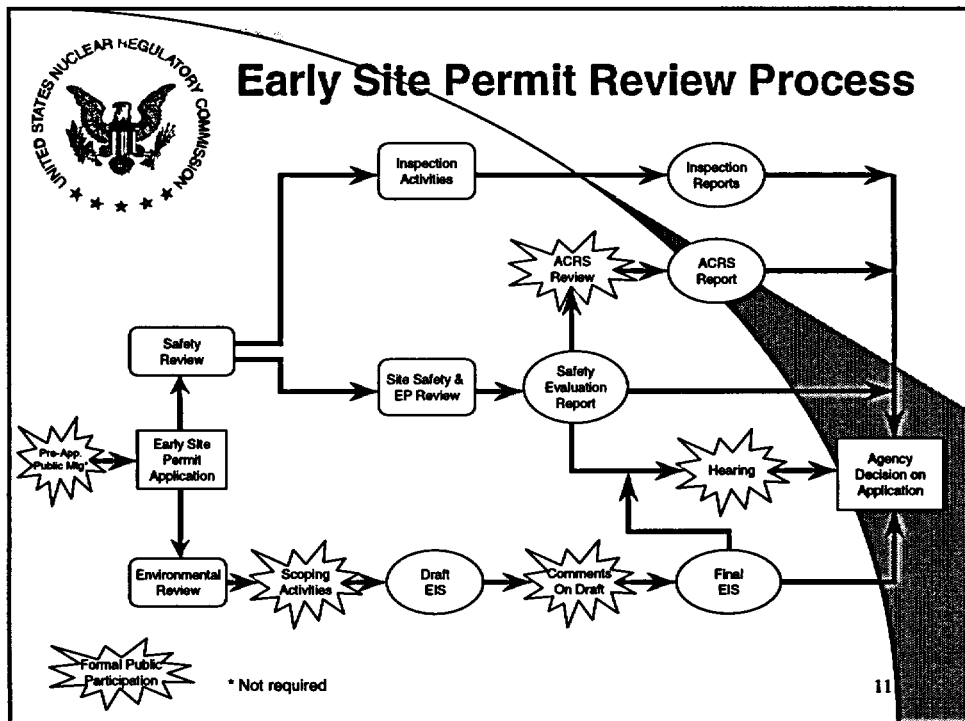 UNITED STATES NUCLEAR REGULATORY COMMISSION
Early Site Permit Review Process
Inspection
Activities
Inspection
Reports
ACRS
Review
ACRS
Report
Safety
Review
Site Safety &
EP Review
Safety
Evaluation
Report
Pre-App.
Public Mtg*
Early Site
Permit
Application
Hearing
Agency
Decision on
Application
Environmental
Review
Scoping
Activities
Draft
EIS
Comments
On Draft
Final
EIS
Formal Public
Participation
* Not required
11